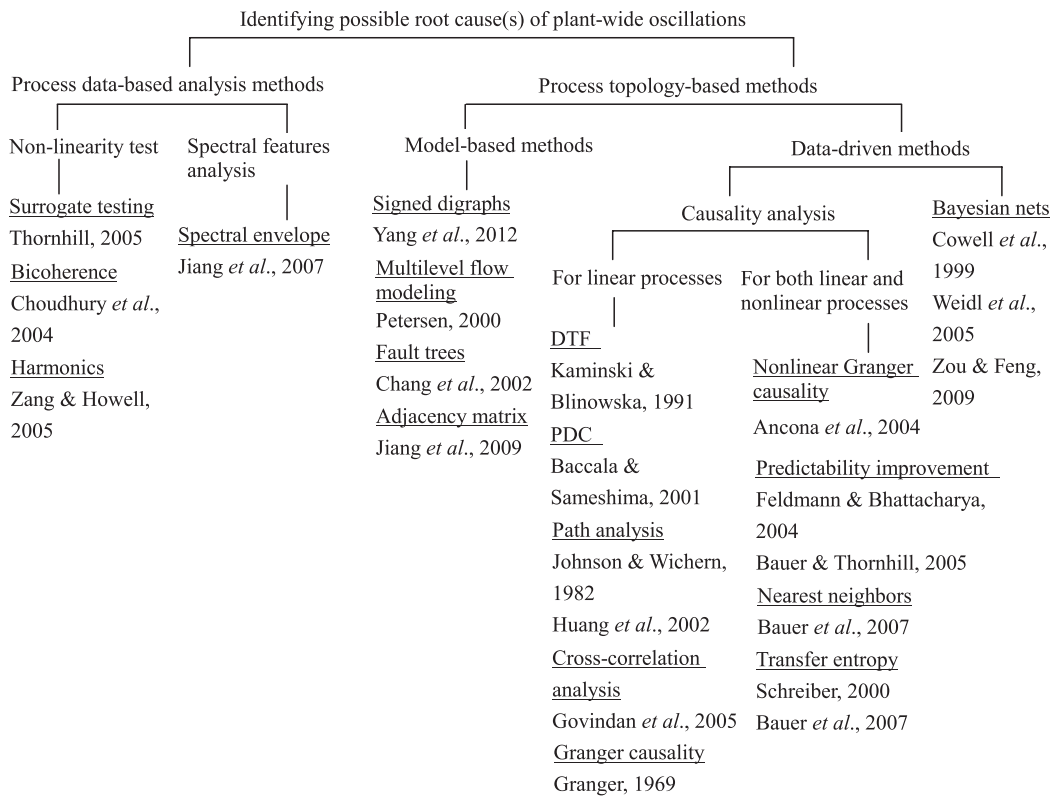 Identifying possible root cause(s) of plant-wide oscillations
Process data-based analysis methods
Process topology-based methods
Non-linearity test
Surrogate testing
Thornhill, 2005
Bicoherence
Choudhury et al.,
2004
Harmonics
Zang & Howell,
2005
Spectral features
analysis
Spectral envelope
Jiang et al., 2007
Model-based methods
Signed digraphs
Yang et al., 2012
Multilevel flow
modeling
Petersen, 2000
Fault trees
Chang et al., 2002
Adjacency matrix
Jiang et al., 2009
Data-driven methods
Causality analysis
For linear processes
DTF
Kaminski &
Blinowska, 1991
PDC
Baccala &
Sameshima, 2001
Path analysis
Johnson & Wichern,
1982
Huang et al., 2002
Cross-correlation
analysis
Govindan et al., 2005
Granger causality
Granger, 1969
For both linear and
nonlinear processes
Nonlinear Granger
causality
Ancona et al., 2004
Predictability improvement
Feldmann & Bhattacharya,
2004
Bauer & Thornhill, 2005
Nearest neighbors
Bauer et al., 2007
Transfer entropy
Schreiber, 2000
Bauer et al., 2007
Bayesian nets
Cowell et al.,
1999
Weidl et al.,
2005
Zou & Feng,
2009